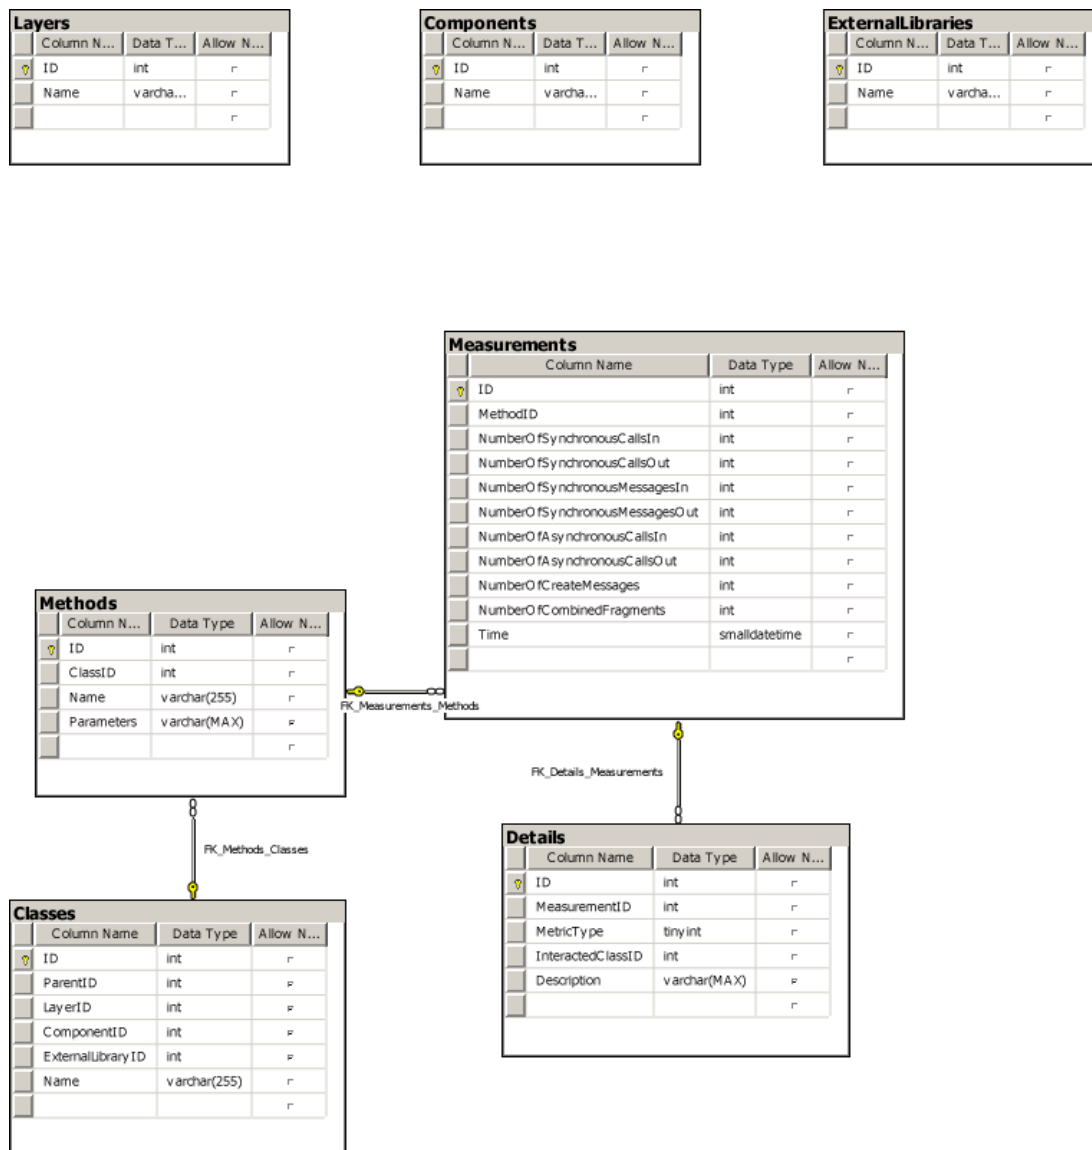 Layers
Column N... Data T... Allow N...
ID int
Name varcha...
Components
Column N... Data T... Allow N...
ID int
Name varcha...
ExternalLibraries
Column N... Data T... Allow N...
ID int
Name varcha...
Measurements
Column Name Data Type Allow N...
ID int
MethodID int
NumberOfSynchronousCallsIn int
NumberOfSynchronousCallsOut int
NumberOfSynchronousMessagesIn int
NumberOfSynchronousMessagesOut int
NumberOfAsynchronousCallsIn int
NumberOfAsynchronousCallsOut int
NumberOfCreateMessages int
NumberOfCombinedFragments int
Time smalldatetime
Methods
Column N... Data Type Allow N...
ID int
ClassID int
Name varchar(255)
Parameters varchar(MAX)
FK_Measurements_Methods
FK_Details_Measurements
FK_Methods_Classes
Details
Column Name Data Type Allow N...
ID int
MeasurementID int
MetricType tinyint
InteractedClassID int
Description varchar(MAX)
Classes
Column Name Data Type Allow N...
ID int
ParentID int
LayerID int
ComponentID int
ExternalLibraryID int
Name varchar(255)